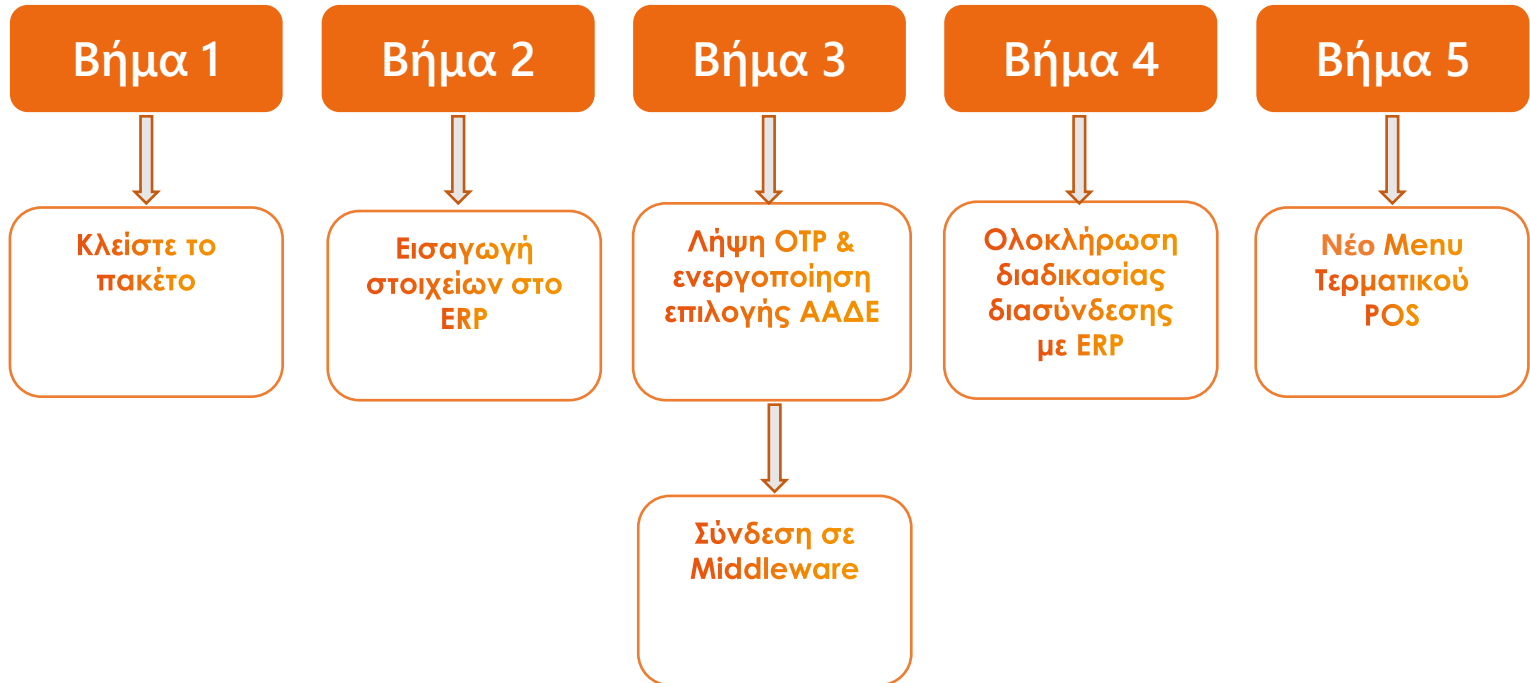 Βήμα 1
Βήμα 2
Βήμα 3
Βήμα 4
Βήμα 5
Κλείστε το
πακέτο
Εισαγωγή
στοιχείων στο
ERP
Λήψη OTP &
ενεργοποίηση
επιλογής ΑΑΔΕ
Ολοκλήρωση
διαδικασίας
διασύνδεσης
με ERP
Νέο Menu
Τερματικού
POS
Σύνδεση σε
Middleware